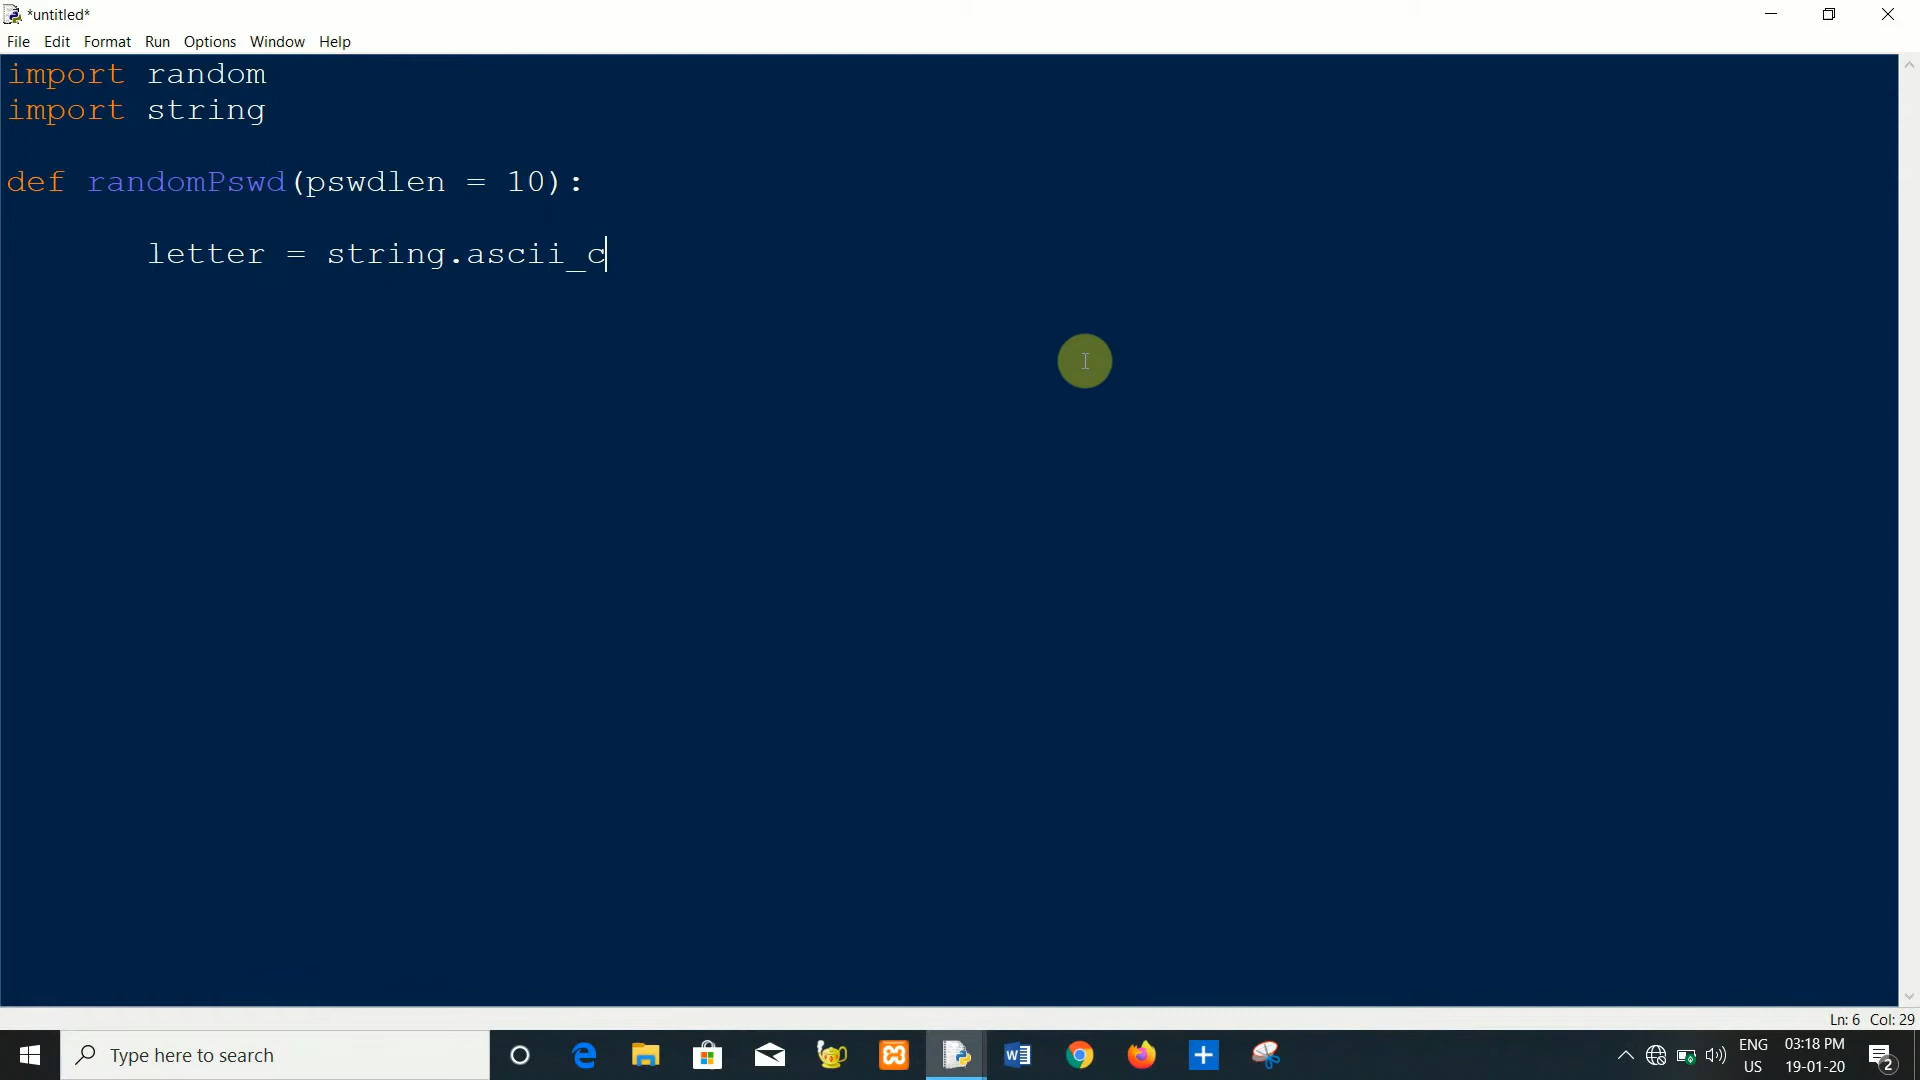 *untitled*
File Edit Format Run Options Window Help
import random
import string
def randomPswd(pswdlen = 10):
letter = string.ascii_c
Ln: 6 Col: 29
Type here to search
ENG
US
03:18 PM
19-01-20
2